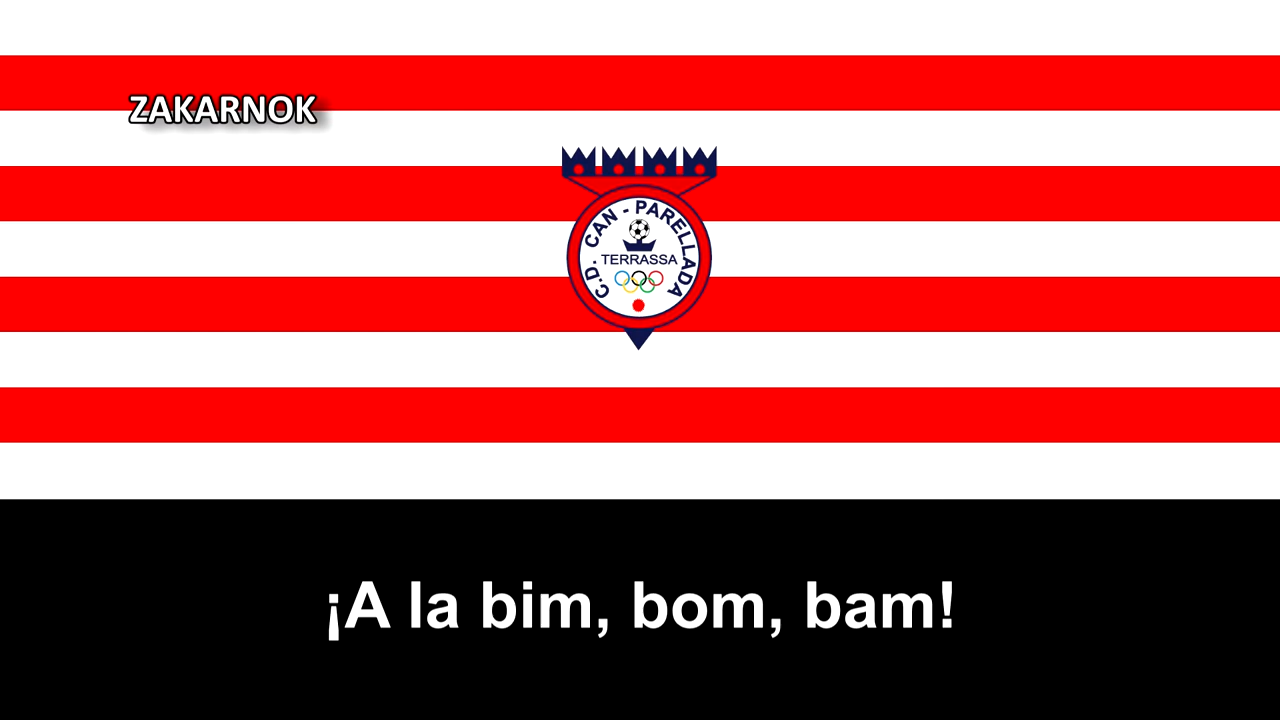 ZAKARNOK
C.D. CAN - PARELLADA
TERRASSA
¡A la bim, bom, bam!